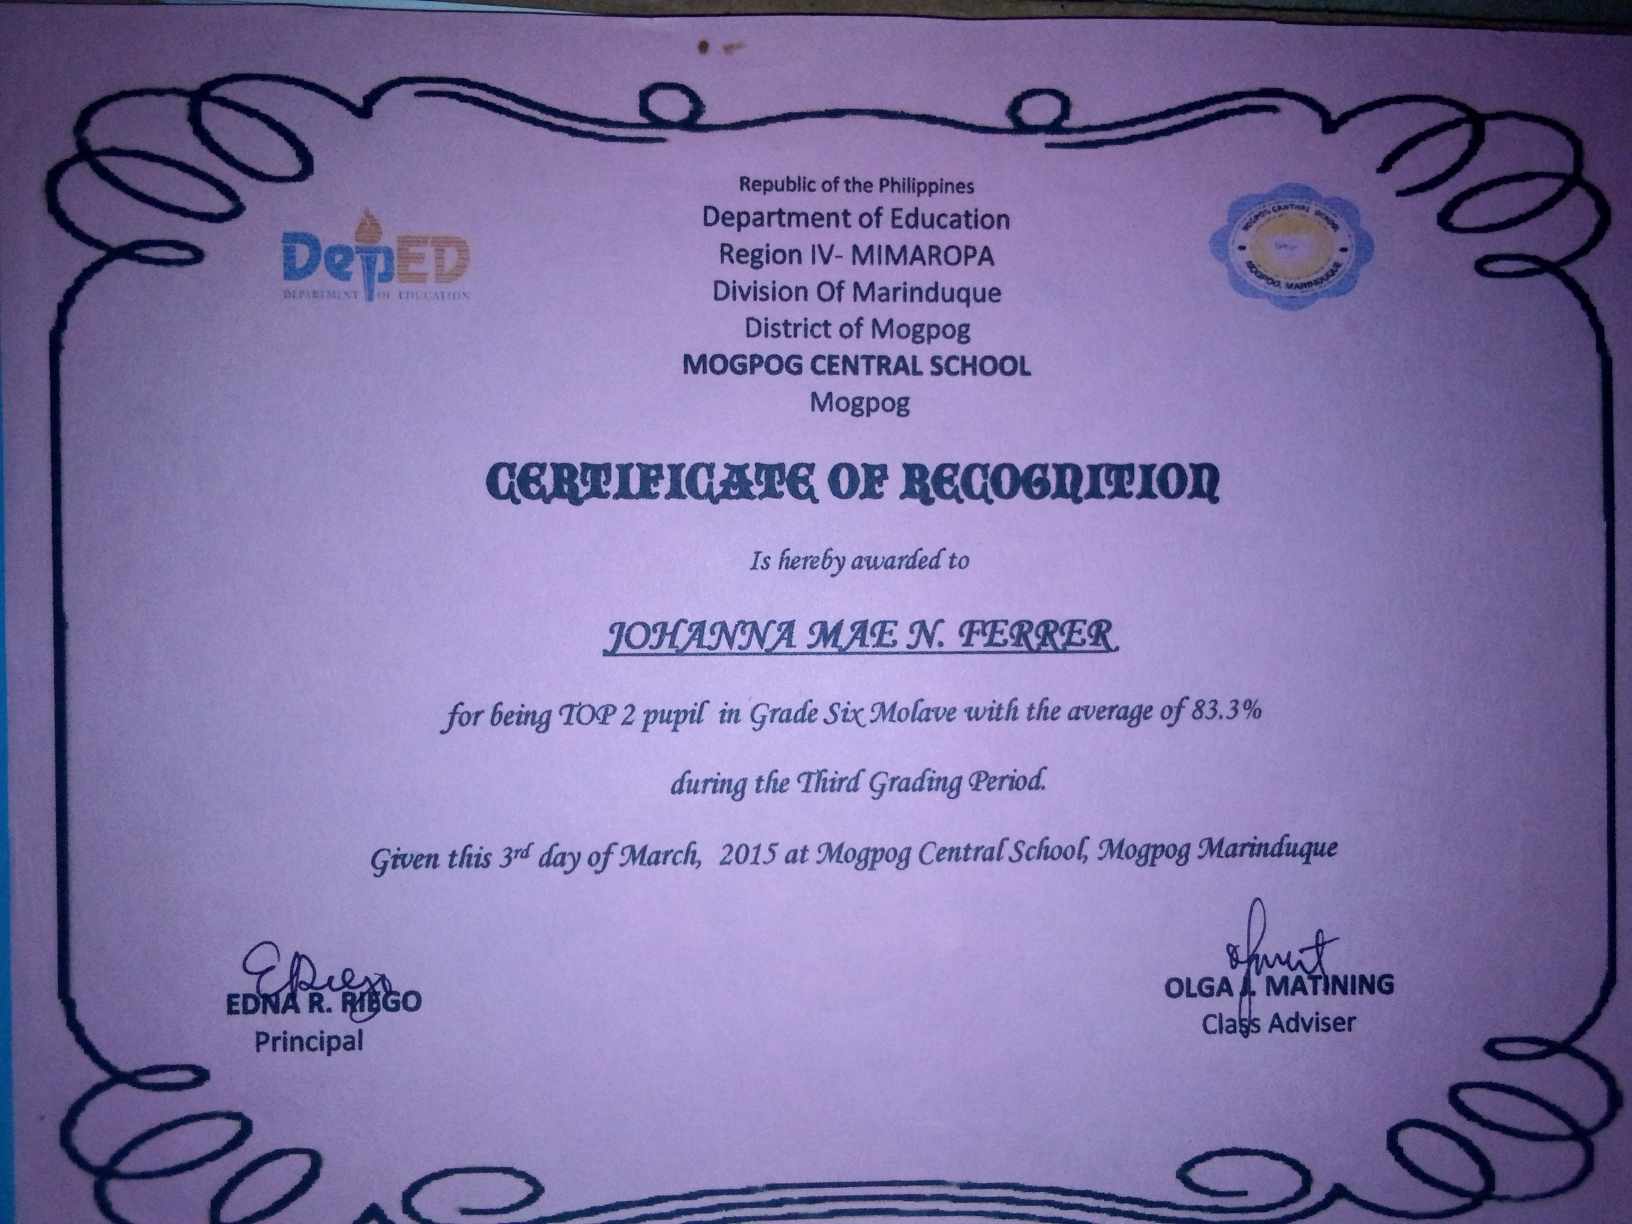 Republic of the Philippines
Department of Education
Region IV- MIMAROPA
Division Of Marinduque
District of Mogpog
MOGPOG CENTRAL SCHOOL
Mogpog
DepED
DEPARTMENT OF EDUCATION
MOGPOG CENTRAL SCHOOL
MOGPOG, MARINDUQUE
CERTIFICATE OF RECOGNITION
Is hereby awarded to
JOHANNA MAE N. FERRER
for being TOP 2 pupil in Grade Six Molave with the average of 83.3%
during the Third Grading Period.
Given this 3rd day of March, 2015 at Mogpog Central School, Mogpog Marinduque
EDNA R. RIEGO
Principal
OLGA J. MATINING
Class Adviser